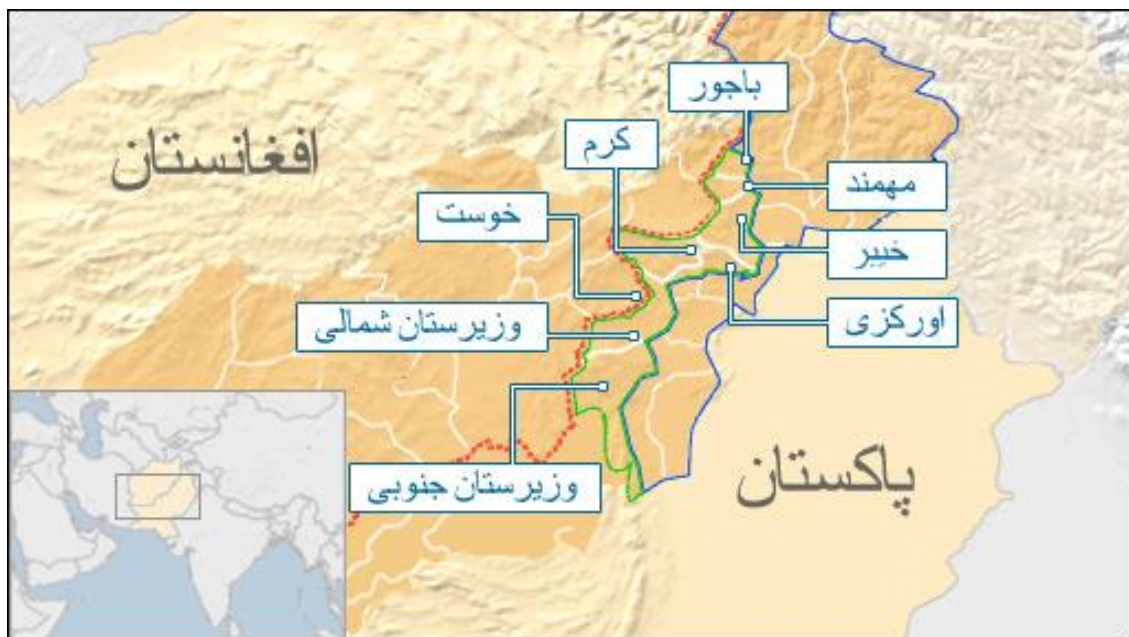 باجور
کرم
افغانستان
مهمند
خوست
خیبر
وزیرستان شمالی
اورکزی
وزیرستان جنوبی
پاکستان